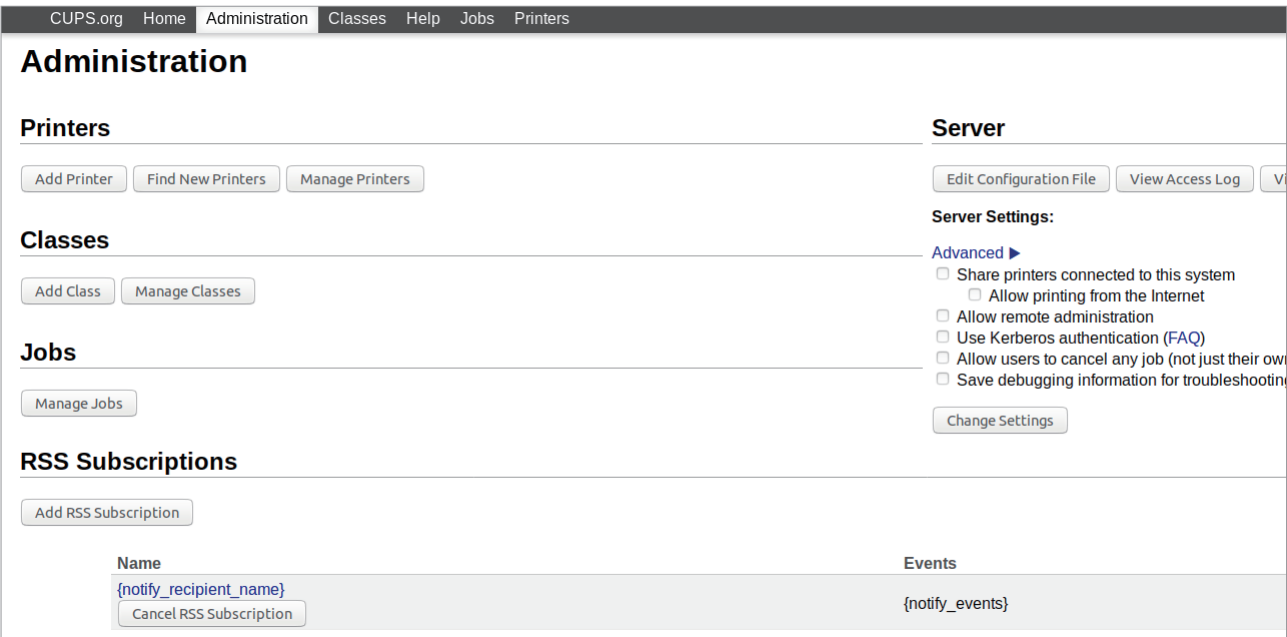 CUPS.org Home Administration Classes Help Jobs Printers
Administration
Printers
Add Printer Find New Printers Manage Printers
Classes
Add Class Manage Classes
Jobs
Manage Jobs
Server
Edit Configuration File View Access Log Vi
Server Settings:
Advanced ▶
Share printers connected to this system
Allow printing from the Internet
Allow remote administration
Use Kerberos authentication (FAQ)
Allow users to cancel any job (not just their own
Save debugging information for troubleshooting
Change Settings
RSS Subscriptions
Add RSS Subscription
Name Events
{notify_recipient_name}
Cancel RSS Subscription
{notify_events}